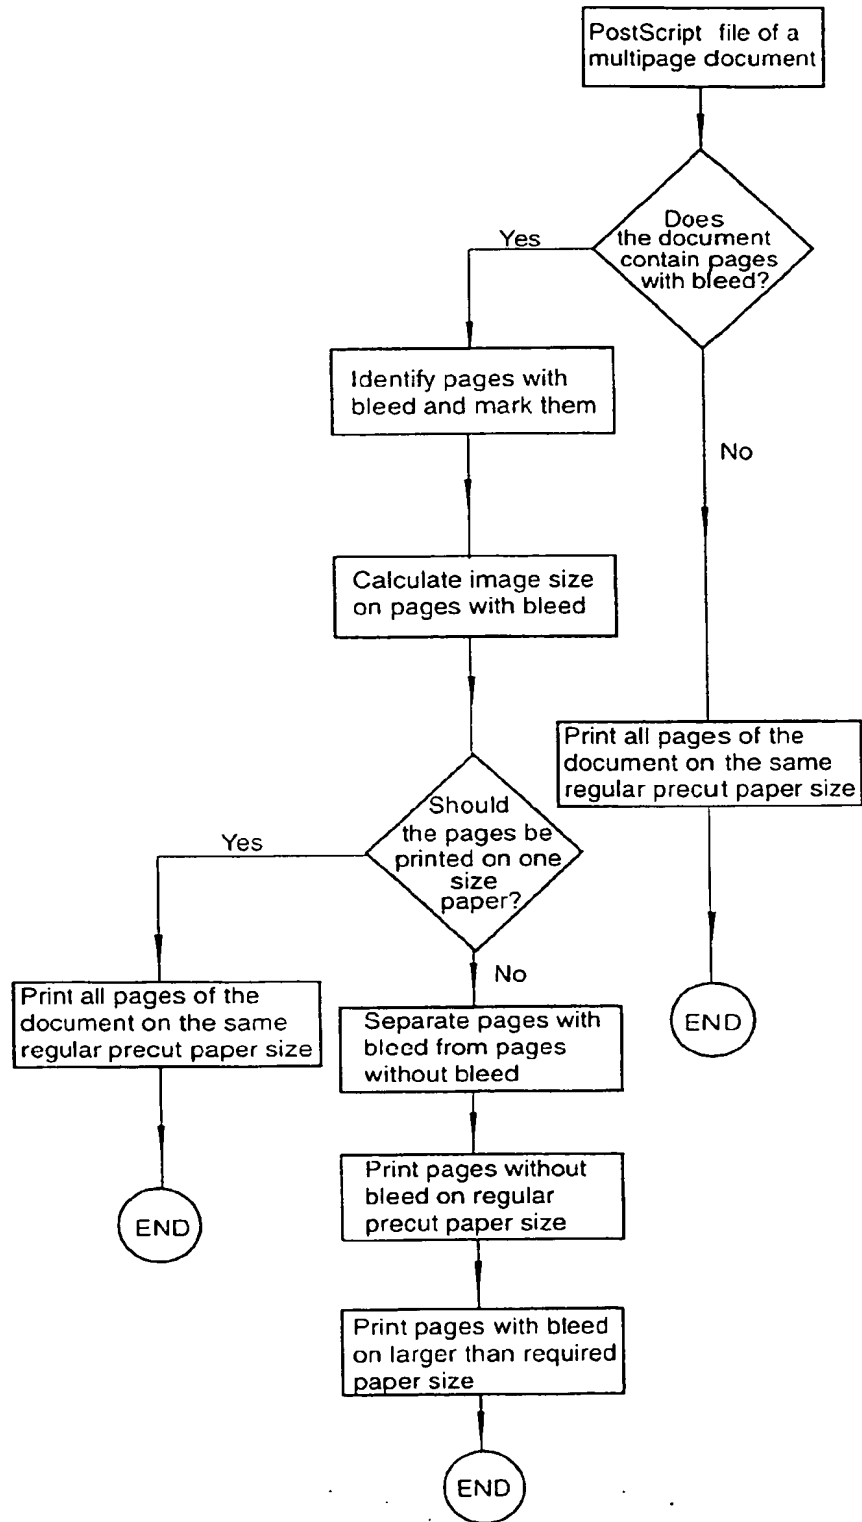 PostScript file of a
multipage document
Does
the document
contain pages
with bleed?
Yes
No
Identify pages with
bleed and mark them
Calculate image size
on pages with bleed
Print all pages of the
document on the same
regular precut paper size
END
Should
the pages be
printed on one
size
paper?
Yes
No
Print all pages of the
document on the same
regular precut paper size
END
Separate pages with
bleed from pages
without bleed
Print pages without
bleed on regular
precut paper size
Print pages with bleed
on larger than required
paper size
END